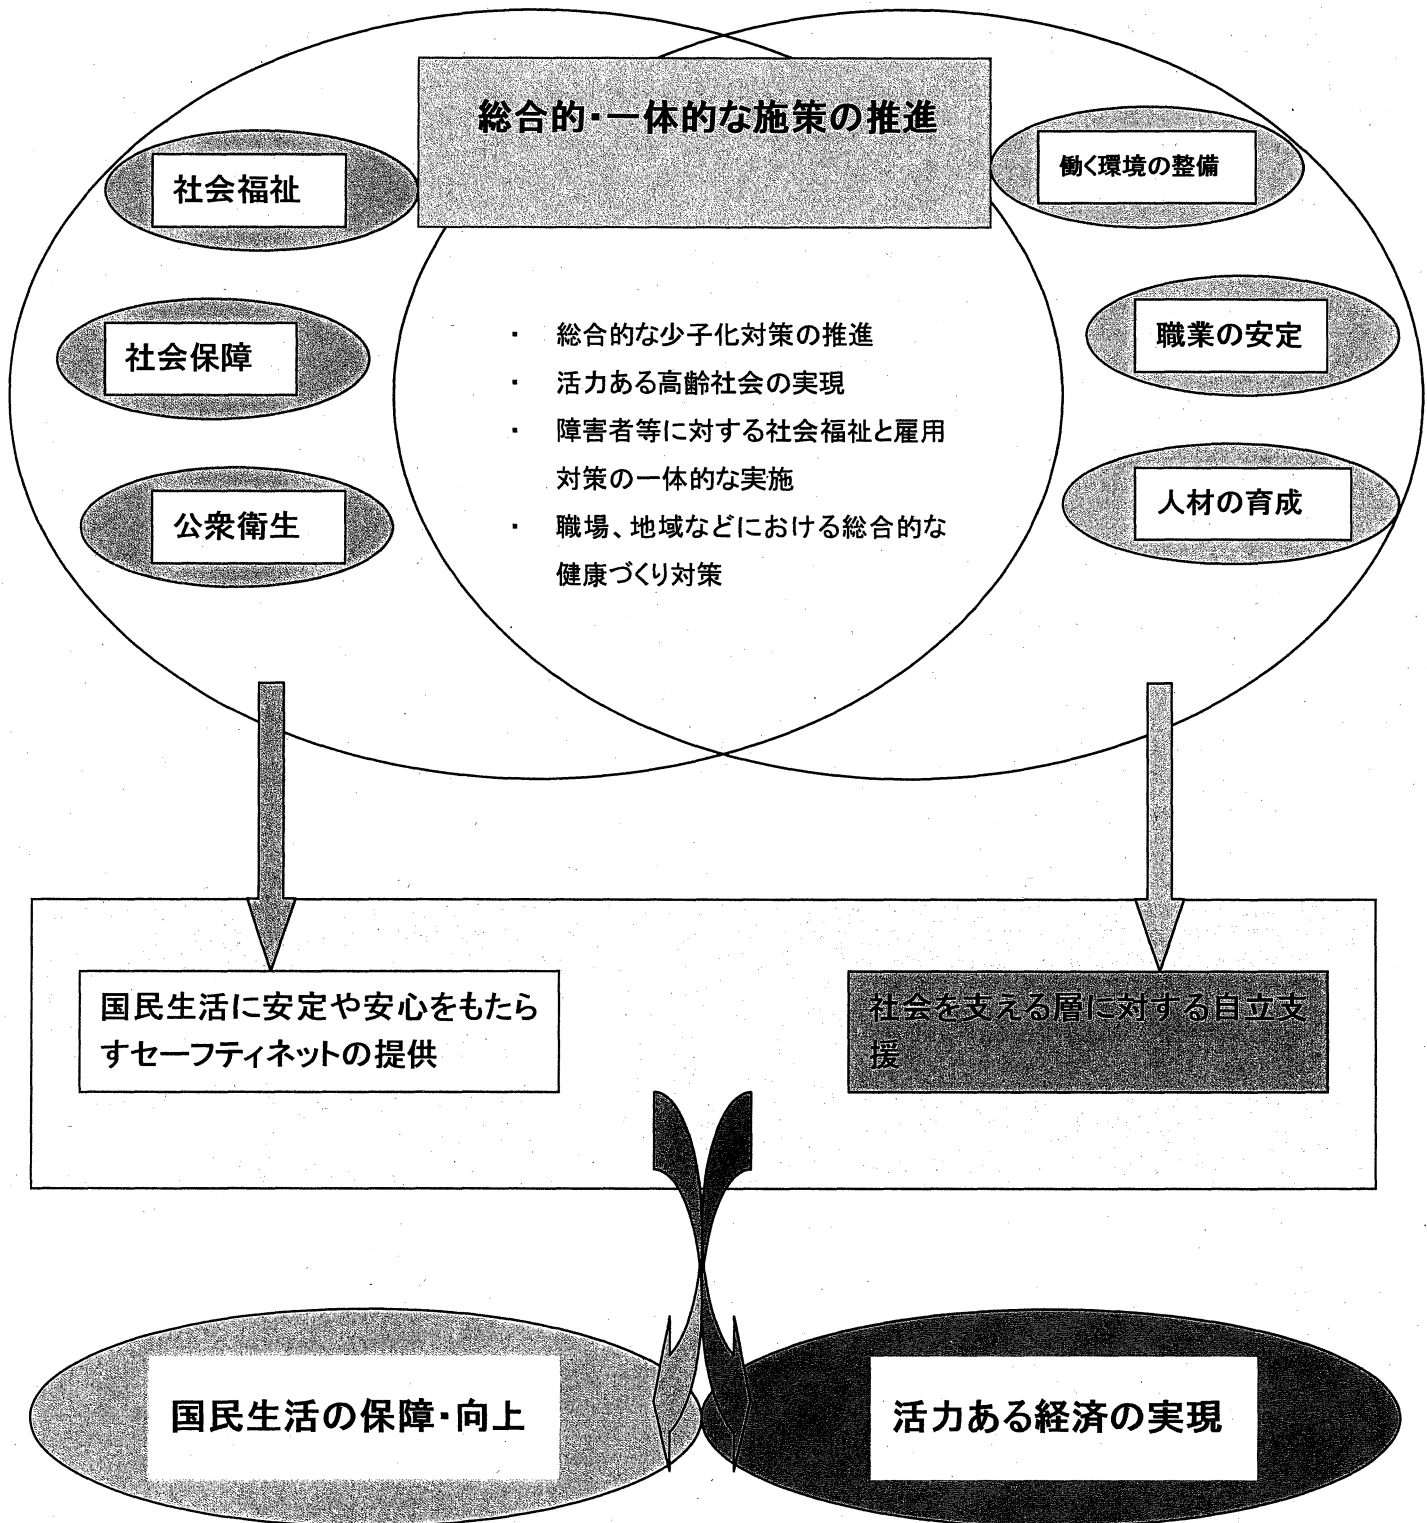 総合的・一体的な施策の推進
社会福祉
社会保障
公衆衛生
・ 総合的な少子化対策の推進
・ 活力ある高齢社会の実現
・ 障害者等に対する社会福祉と雇用
対策の一体的な実施
・ 職場、地域などにおける総合的な
健康づくり対策
働く環境の整備
職業の安定
人材の育成
国民生活に安定や安心をもたら
すセーフティネットの提供
社会を支える層に対する自立支
援
国民生活の保障・向上
活力ある経済の実現